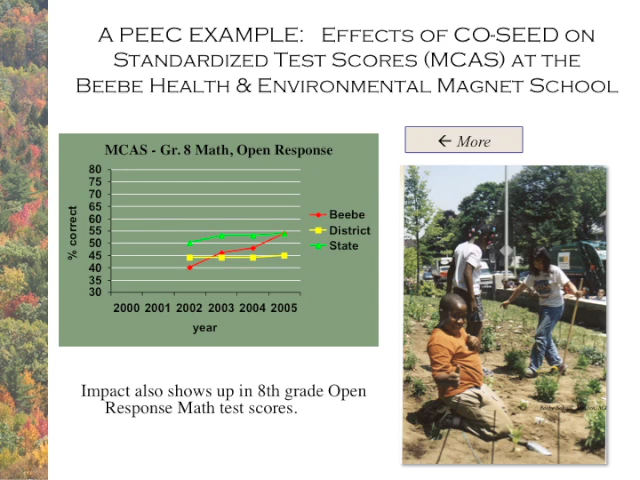 A PEEC EXAMPLE: EFFECTS OF CO-SEED ON
STANDARDIZED TEST SCORES (MCAS) AT THE
BEEBE HEALTH & ENVIRONMENTAL MAGNET SCHOOL
← More
MCAS - Gr. 8 Math, Open Response
80
75
70
65
60
55
50
45
40
35
30
% correct
2000 2001 2002 2003 2004 2005
year
Beebe
District
State
Impact also shows up in 8th grade Open
Response Math test scores.